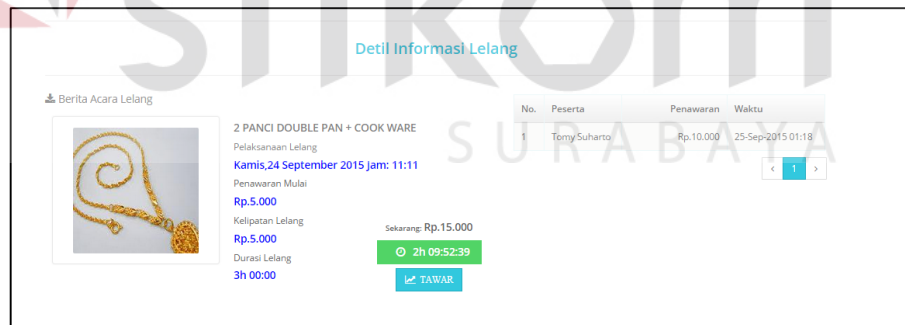 stikom
SURABAYA
Detil Informasi Lelang
Berita Acara Lelang
2 PANCI DOUBLE PAN + COOK WARE
Pelaksanaan Lelang
Kamis,24 September 2015 Jam: 11:11
Penawaran Mulai
Rp.5.000
Kelipatan Lelang
Rp.5.000
Durasi Lelang
3h 00:00
Sekarang: Rp.15.000
2h 09:52:39
TAWAR
No. Peserta Penawaran Waktu
1 Tomy Suharto Rp.10.000 25-Sep-2015 01:18
< 1 >